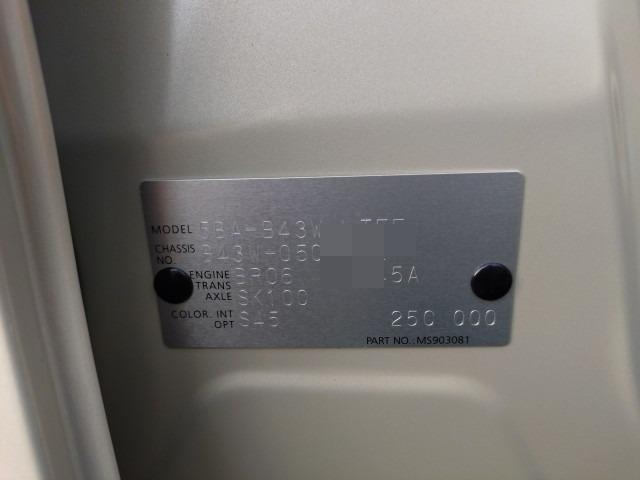 MODEL 5BA-B43W
CHASSIS NO. B43W-050
ENGINE BR06 5A
TRANS AXLE SK100
COLOR. INT OPT S45 25C 000
PART NO.: MS903081